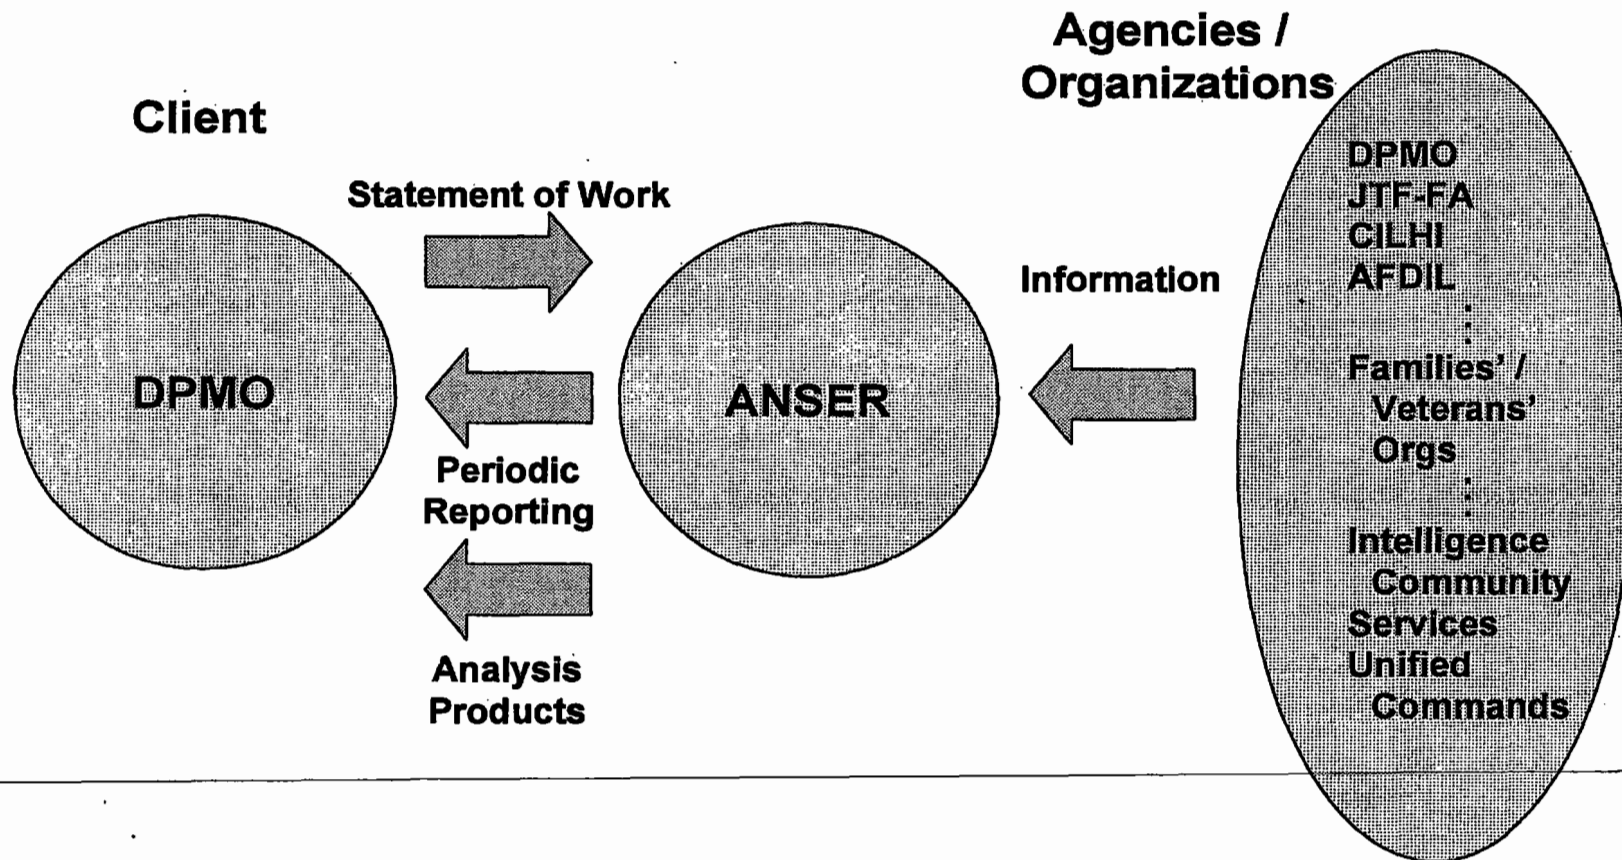 Agencies /
Organizations
Client
Statement of Work
DPMO
ANSER
Information
Periodic
Reporting
Analysis
Products
DPMO
JTF-FA
CILHI
AFDIL
Families' /
Veterans'
Orgs
Intelligence
Community
Services
Unified
Commands